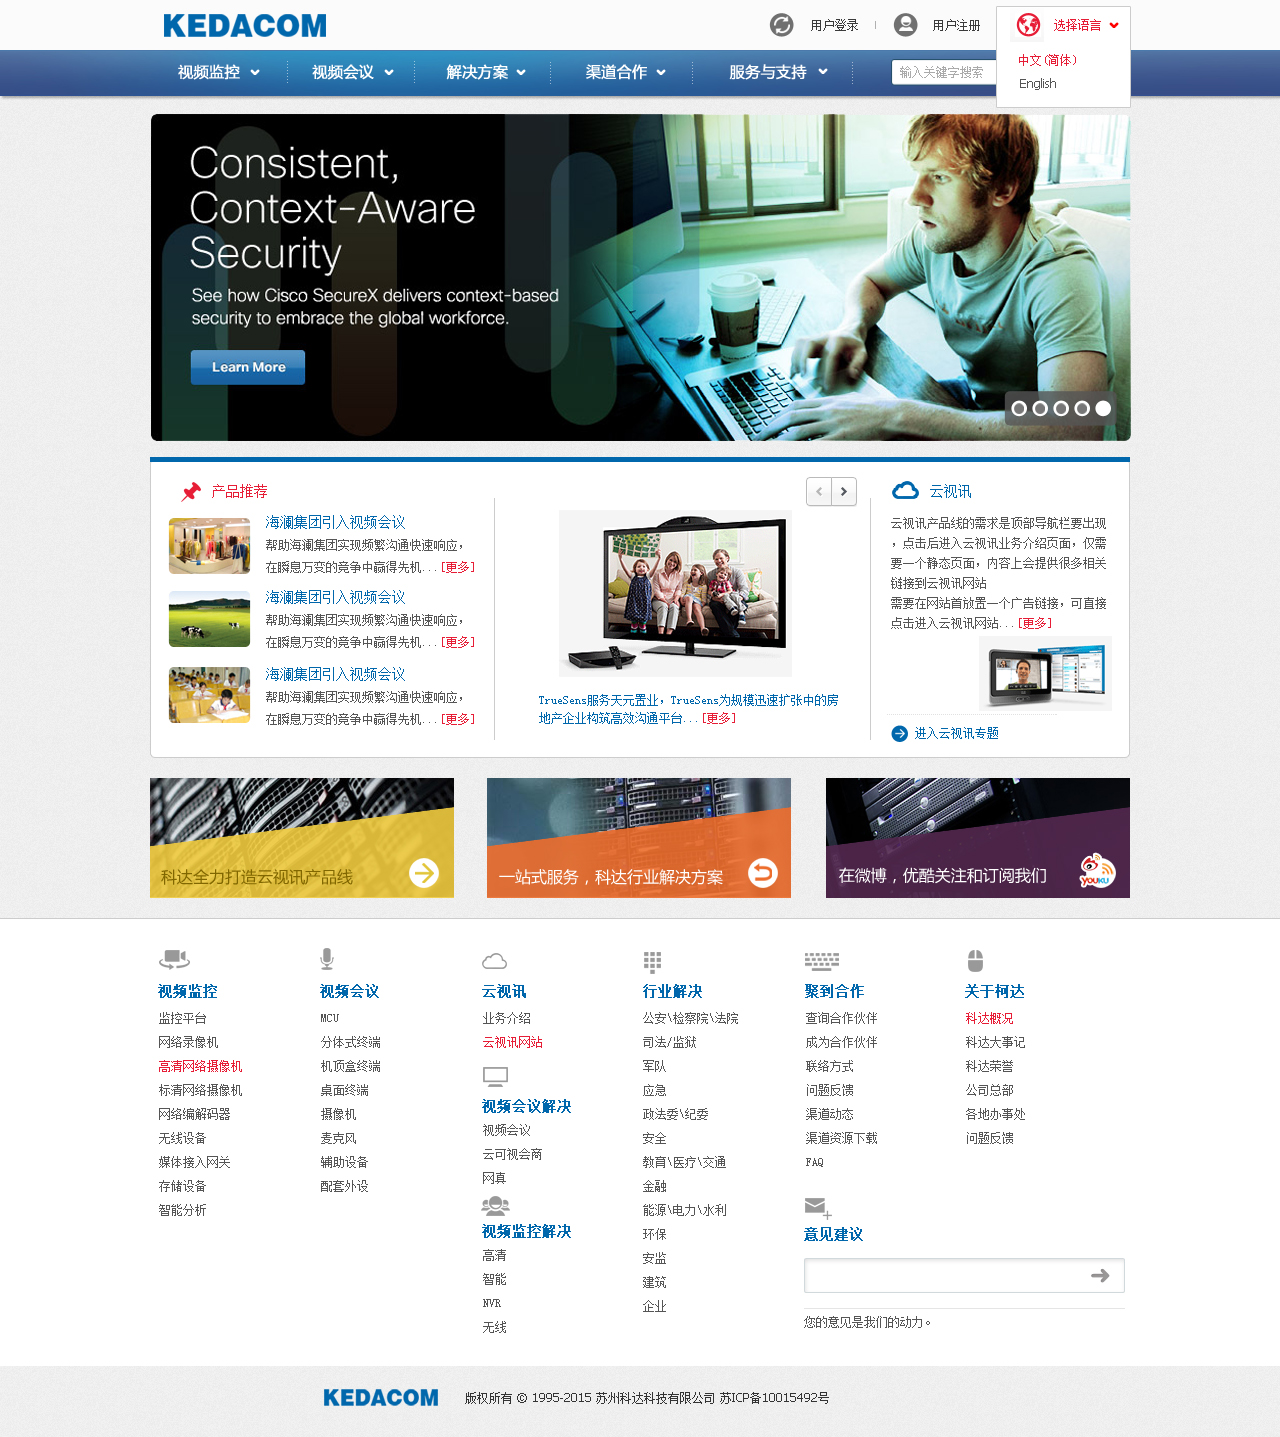 KEDACOM
用户登录
用户注册
选择语言
中文(简体)
English
视频监控
视频会议
解决方案
渠道合作
服务与支持
输入关键字搜索
Consistent,
Context-Aware
Security
See how Cisco SecureX delivers context-based
security to embrace the global workforce.
Learn More
产品推荐
海澜集团引入视频会议
帮助海澜集团实现频繁沟通快速响应，
在瞬息万变的竞争中赢得先机...[更多]
海澜集团引入视频会议
帮助海澜集团实现频繁沟通快速响应，
在瞬息万变的竞争中赢得先机...[更多]
海澜集团引入视频会议
帮助海澜集团实现频繁沟通快速响应，
在瞬息万变的竞争中赢得先机...[更多]
TrueSens服务天元置业，TrueSens为规模迅速扩张中的房
地产企业构筑高效沟通平台...[更多]
云视讯
云视讯产品线的需求是顶部导航栏要出现
，点击后进入云视讯业务介绍页面，仅需
要一个静态页面，内容上会提供很多相关
链接到云视讯网站
需要在网站首放置一个广告链接，可直接
点击进入云视讯网站...[更多]
进入云视讯专题
科达全力打造云视讯产品线
一站式服务，科达行业解决方案
在微博，优酷关注和订阅我们
YOUKU
视频监控
监控平台
网络录像机
高清网络摄像机
标清网络摄像机
网络编解码器
无线设备
媒体接入网关
存储设备
智能分析
视频会议
MCU
分体式终端
机顶盒终端
桌面终端
摄像机
麦克风
辅助设备
配套外设
云视讯
业务介绍
云视讯网站
视频会议解决
视频会议
云可视会商
网真
视频监控解决
高清
智能
NVR
无线
行业解决
公安\检察院\法院
司法/监狱
军队
应急
政法委\纪委
安全
教育\医疗\交通
金融
能源\电力\水利
环保
安监
建筑
企业
聚到合作
查询合作伙伴
成为合作伙伴
联络方式
问题反馈
渠道动态
渠道资源下载
FAQ
关于柯达
科达概况
科达大事记
科达荣誉
公司总部
各地办事处
问题反馈
意见建议
您的意见是我们的动力。
KEDACOM
版权所有 © 1995-2015 苏州科达科技有限公司 苏ICP备10015492号